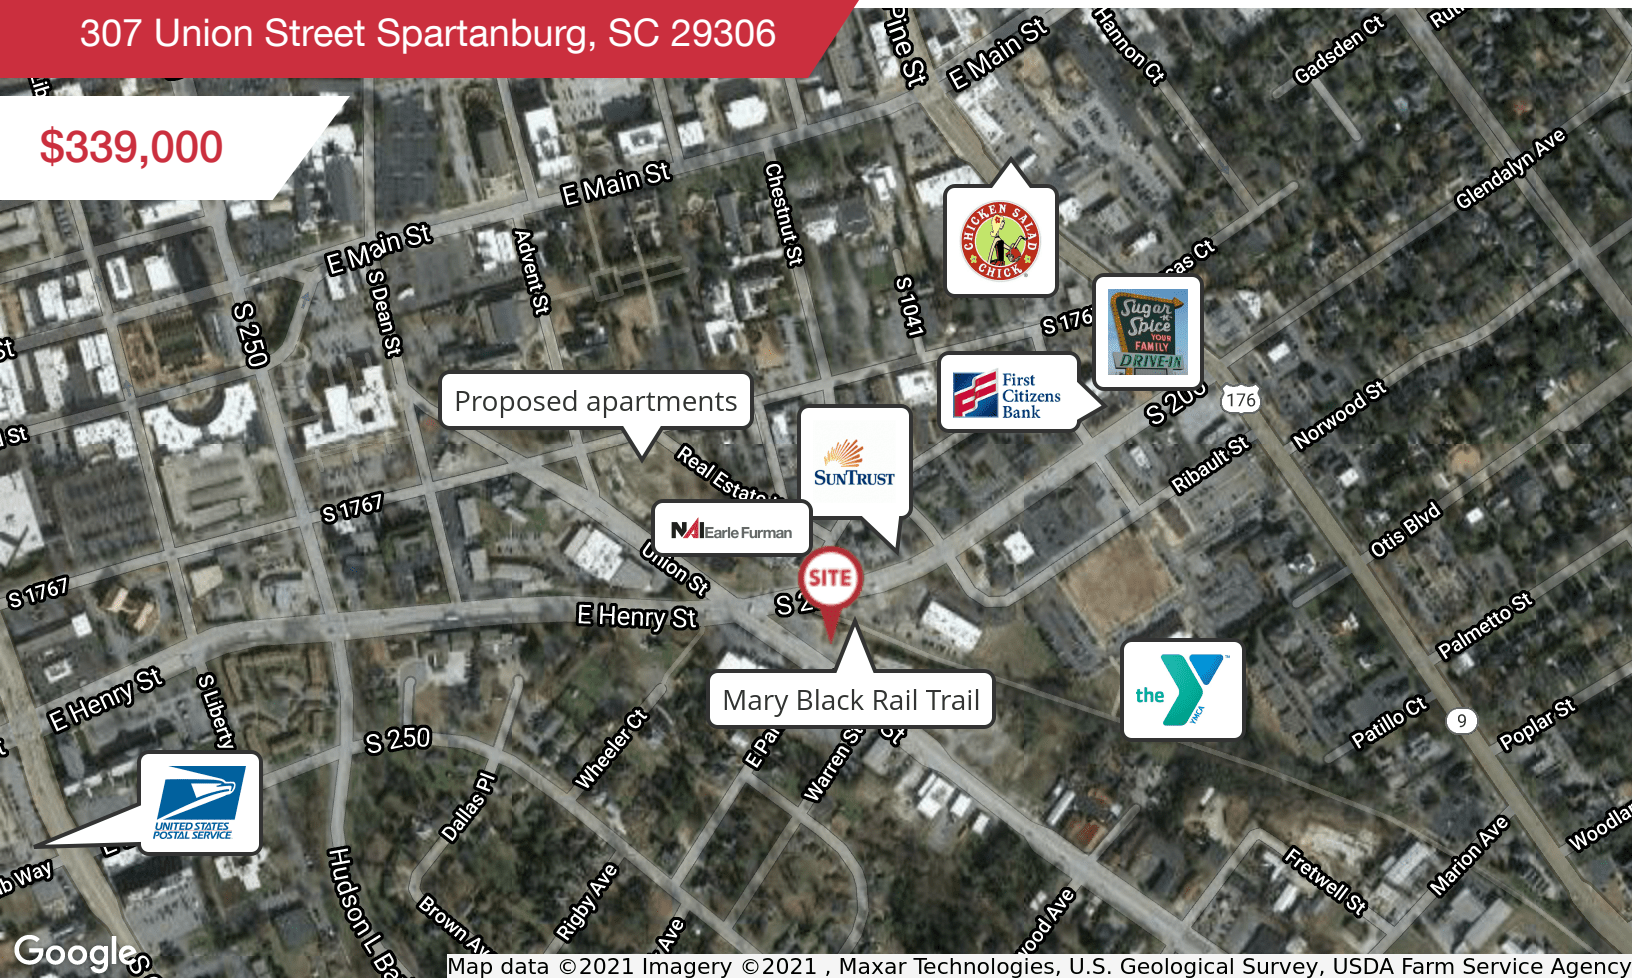 307 Union Street Spartanburg, SC 29306
$339,000
Pine St
E Main St
Hannon Ct
Gadsden Ct
Glendalyn Ave
E Main St
E Main St
Chestnut St
Advent St
S Dean St
S 250
S 1041
CHICKEN SALAD
CHICK
S 176
Sugar
-N-
Spice
YOUR
FAMILY
DRIVE-IN
First
Citizens
Bank
S 200
176
Norwood St
Ribault St
Proposed apartments
SUNTRUST
Real Estate
NAI Earle Furman
Union St
SITE
S 1767
S 1767
E Henry St
E Henry St
Otis Blvd
Palmetto St
Mary Black Rail Trail
the
YMCA
Patillo Ct
9
Poplar St
S Liberty
S 250
Wheeler Ct
Warren St
Dallas Pl
UNITED STATES
POSTAL SERVICE
Hudson L Ba
Brown Av
Rigby Ave
Ave
Fretwell St
Marion Ave
Google
Map data ©2021 Imagery ©2021 , Maxar Technologies, U.S. Geological Survey, USDA Farm Service Agency